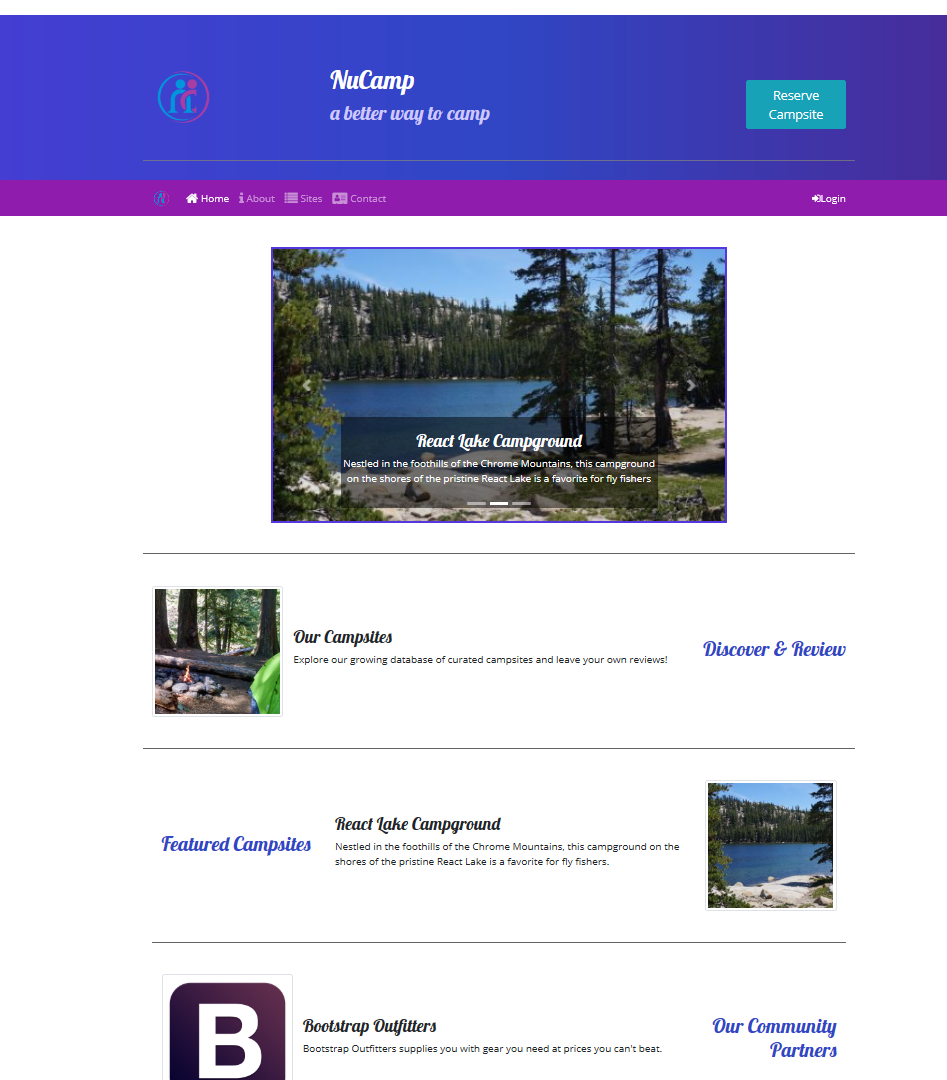 NuCamp
a better way to camp
Reserve
Campsite
Home About Sites Contact
Login
React Lake Campground
Nestled in the foothills of the Chrome Mountains, this campground
on the shores of the pristine React Lake is a favorite for fly fishers
Our Campsites
Explore our growing database of curated campsites and leave your own reviews!
Discover & Review
Featured Campsites
React Lake Campground
Nestled in the foothills of the Chrome Mountains, this campground on the
shores of the pristine React Lake is a favorite for fly fishers.
B
Bootstrap Outfitters
Bootstrap Outfitters supplies you with gear you need at prices you can't beat.
Our Community
Partners